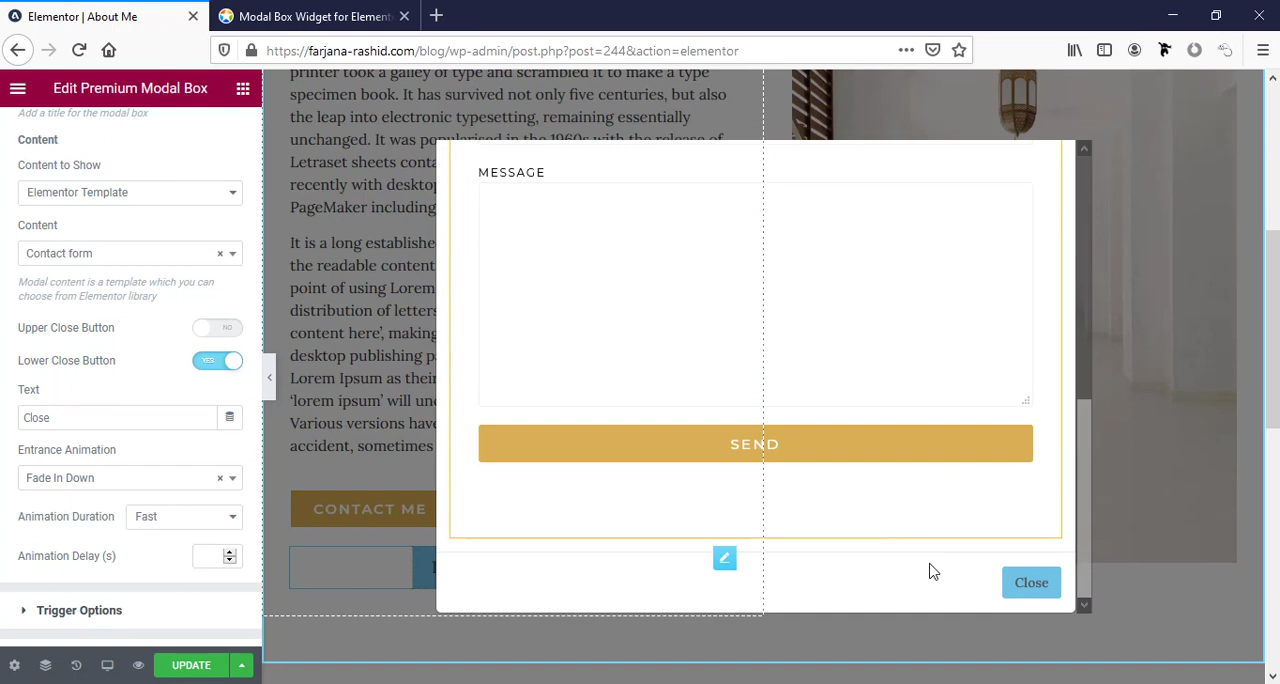 Elementor | About Me
Modal Box Widget for Element
https://farjana-rashid.com/blog/wp-admin/post.php?post=244&action=elementor
Edit Premium Modal Box
Add a title for the modal box
Content
Content to Show
Elementor Template
Content
Contact form
Modal content is a template which you can
choose from Elementor library
Upper Close Button
NO
Lower Close Button
YES
Text
Close
Entrance Animation
Fade In Down
Animation Duration
Fast
Animation Delay (s)
Trigger Options
UPDATE
printer took a galley of type and scrambled it to make a type
specimen book. It has survived not only five centuries, but also
the leap into electronic typesetting, remaining essentially
unchanged. It was popularised in the 1960s with the release of
Letraset sheets conta
recently with desktop
PageMaker including
It is a long establishe
the readable content
point of using Lorem
distribution of letters
content here', making
desktop publishing pa
Lorem Ipsum as their
'lorem ipsum' will unc
Various versions have
accident, sometimes
CONTACT ME
MESSAGE
SEND
Close